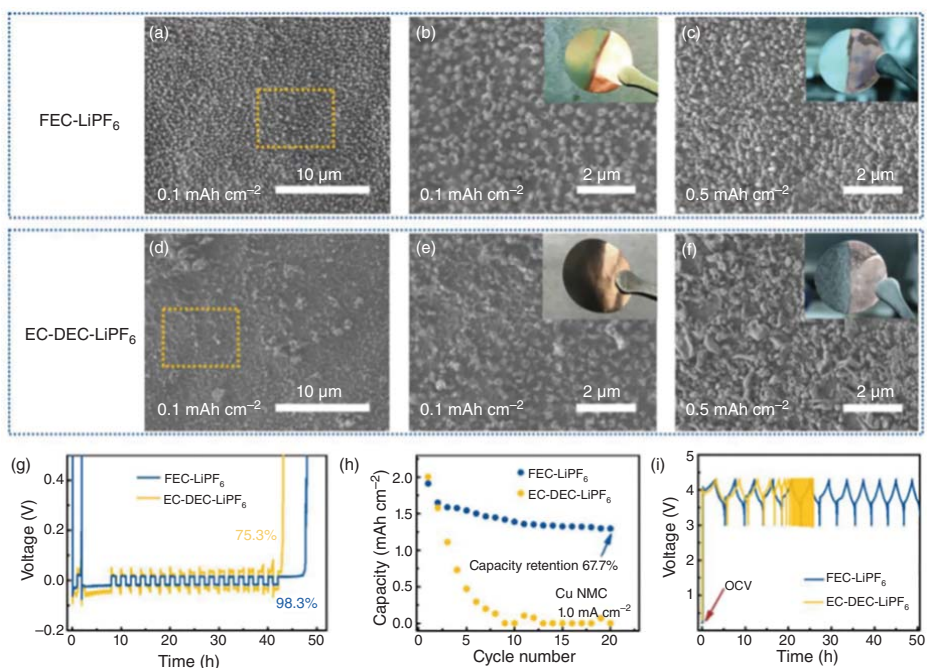 (a)
(b)
(c)
FEC-LiPF₆
10 µm
2 µm
2 µm
0.1 mAh cm⁻²
0.1 mAh cm⁻²
0.5 mAh cm⁻²
(d)
(e)
(f)
EC-DEC-LiPF₆
10 µm
2 µm
2 µm
0.1 mAh cm⁻²
0.1 mAh cm⁻²
0.5 mAh cm⁻²
(g)
Voltage (V)
0.4
0.2
0.0
−0.2
FEC-LiPF₆
EC-DEC-LiPF₆
75.3%
98.3%
0 10 20 30 40 50
Time (h)
(h)
Capacity (mAh cm⁻²)
2.0
1.5
1.0
0.5
0.0
FEC-LiPF₆
EC-DEC-LiPF₆
Capacity retention 67.7%
Cu NMC
1.0 mA cm⁻²
0 5 10 15 20
Cycle number
(i)
Voltage (V)
5
4
3
2
1
OCV
FEC-LiPF₆
EC-DEC-LiPF₆
0 10 20 30 40 50
Time (h)